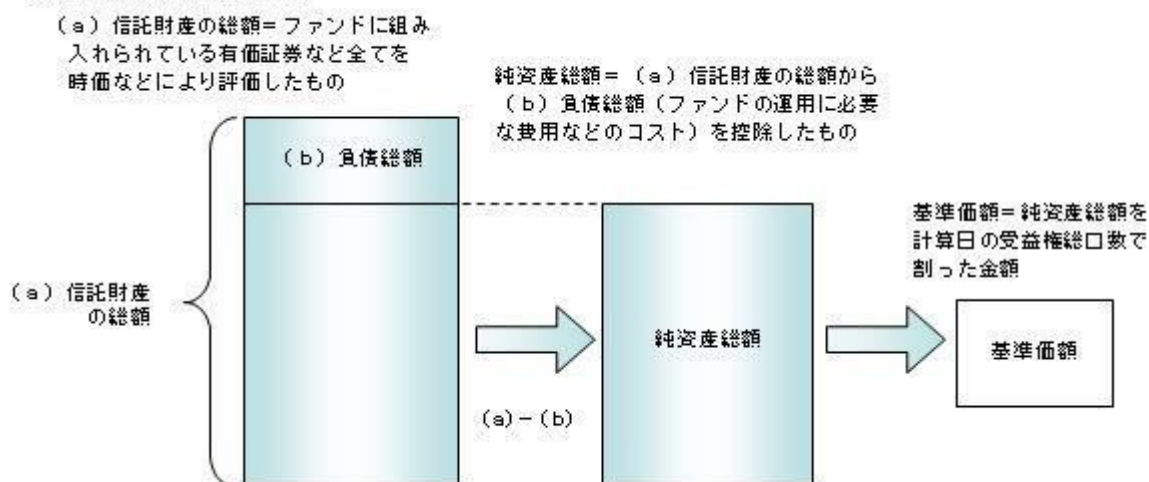 (a)信託財産の総額=ファンドに組み
入れられている有価証券など全てを
時価などにより評価したもの
純資産総額=(a)信託財産の総額から
(b)負債総額(ファンドの運用に必要
な費用などのコスト)を控除したもの
(b)負債総額
基準価額=純資産総額を
計算日の受益権総口数で
割った金額
(a)信託財産
の総額
純資産総額
基準価額
(a)-(b)